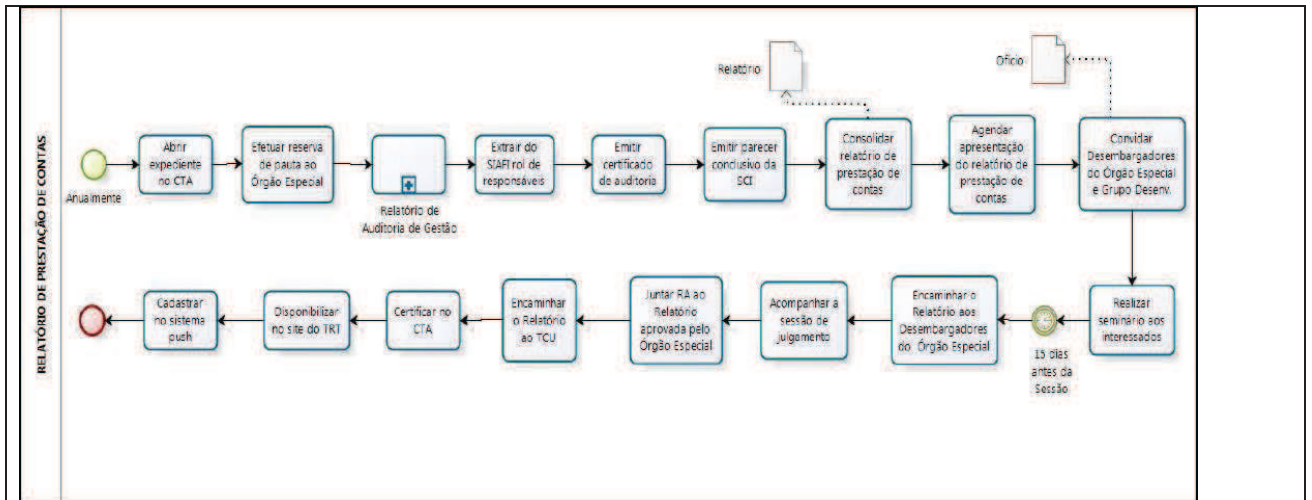 RELATÓRIO DE PRESTAÇÃO DE CONTAS
Anualmente
Abrir
expediente
no CTA
Efetuar reserva
de pauta ao
Órgão Especial
Relatório de
Auditoria de Gestão
Extrair do
SIAFI rol de
responsáveis
Emitir
certificado
de auditoria
Emitir parecer
conclusivo da
SCI
Relatório
Consolidar
relatório de
prestação de
contas
Agendar
apresentação
do relatório de
prestação de
contas
Ofício
Convidar
Desembargadores
do Órgão Especial
e Grupo Desenv.
Realizar
seminário aos
interessados
15 dias
antes da
Sessão
Encaminhar o
Relatório aos
Desembargadores
do Órgão Especial
Acompanhar a
sessão de
julgamento
Juntar RA ao
Relatório
aprovada pelo
Órgão Especial
Encaminhar
o Relatório
ao TCU
Certificar no
CTA
Disponibilizar
no site do TRT
Cadastrar
no sistema
push